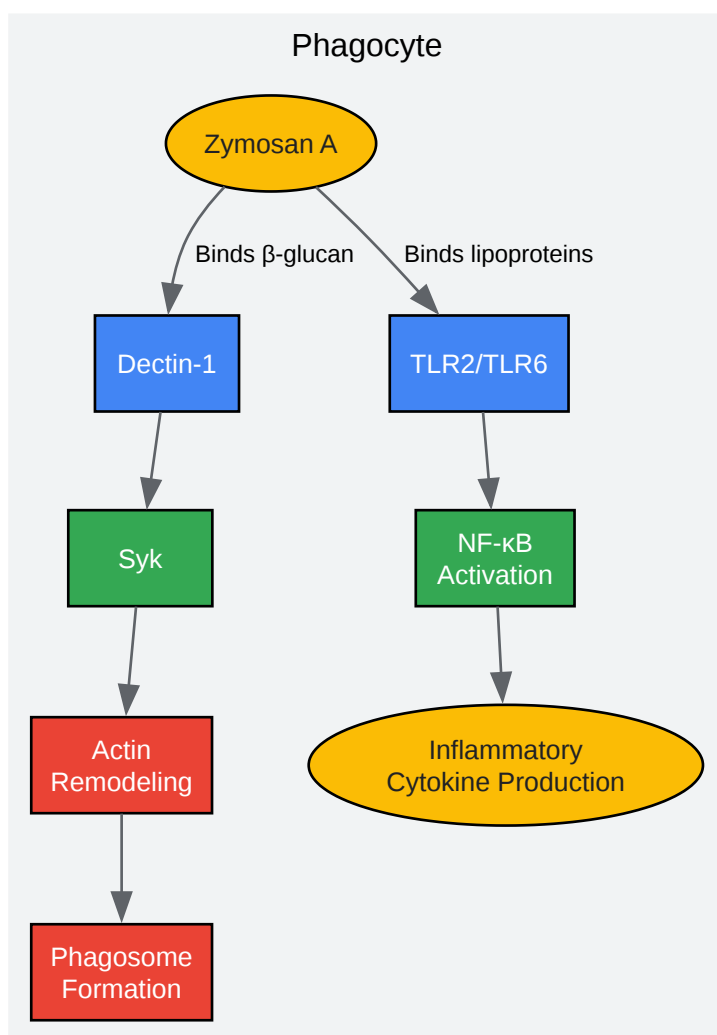 Phagocyte
Zymosan A
Binds β-glucan
Binds lipoproteins
Dectin-1
TLR2/TLR6
Syk
NF-κB
Activation
Actin
Remodeling
Inflammatory
Cytokine Production
Phagosome
Formation